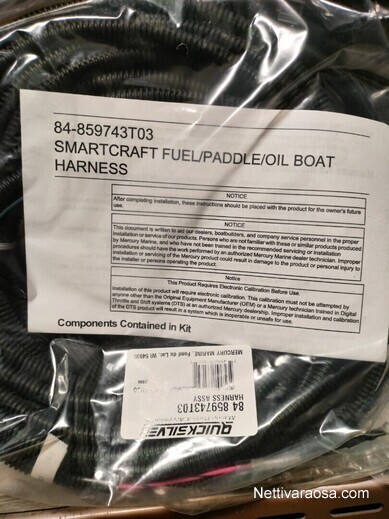 84-859743T03
SMARTCRAFT FUEL/PADDLE/OIL BOAT
HARNESS
NOTICE
After completing installation, these instructions should be placed with the product for the owner's future
use.
NOTICE
This document is written to aid our dealers, boatbuilders, and company service personnel in the proper
installation or service of our products. Persons who are not familiar with these or similar products produced
by Mercury Marine, and who have not been trained in the recommended servicing or installation
procedures should have the work performed by an authorized Mercury Marine dealer technician. Improper
installation or servicing of the Mercury product could result in damage to the product or personal injury to
the installer or persons operating the product.
Notice
This Product Requires Electronic Calibration Before Use.
Installation of this product will require electronic calibration. This calibration must not be attempted by
anyone other than the Original Equipment Manufacturer (OEM) or a Mercury technician trained in Digital
Throttle and Shift systems (DTS) from an authorized Mercury dealership. Improper installation and calibration
of the DTS product will result in a system which is inoperable or unsafe for use.
Components Contained in Kit
MERCURY MARINE, Fond du Lac, WI 54936
HARNESS ASSY
84 859743T03
QUICKSILVER
Nettivaraosa.com